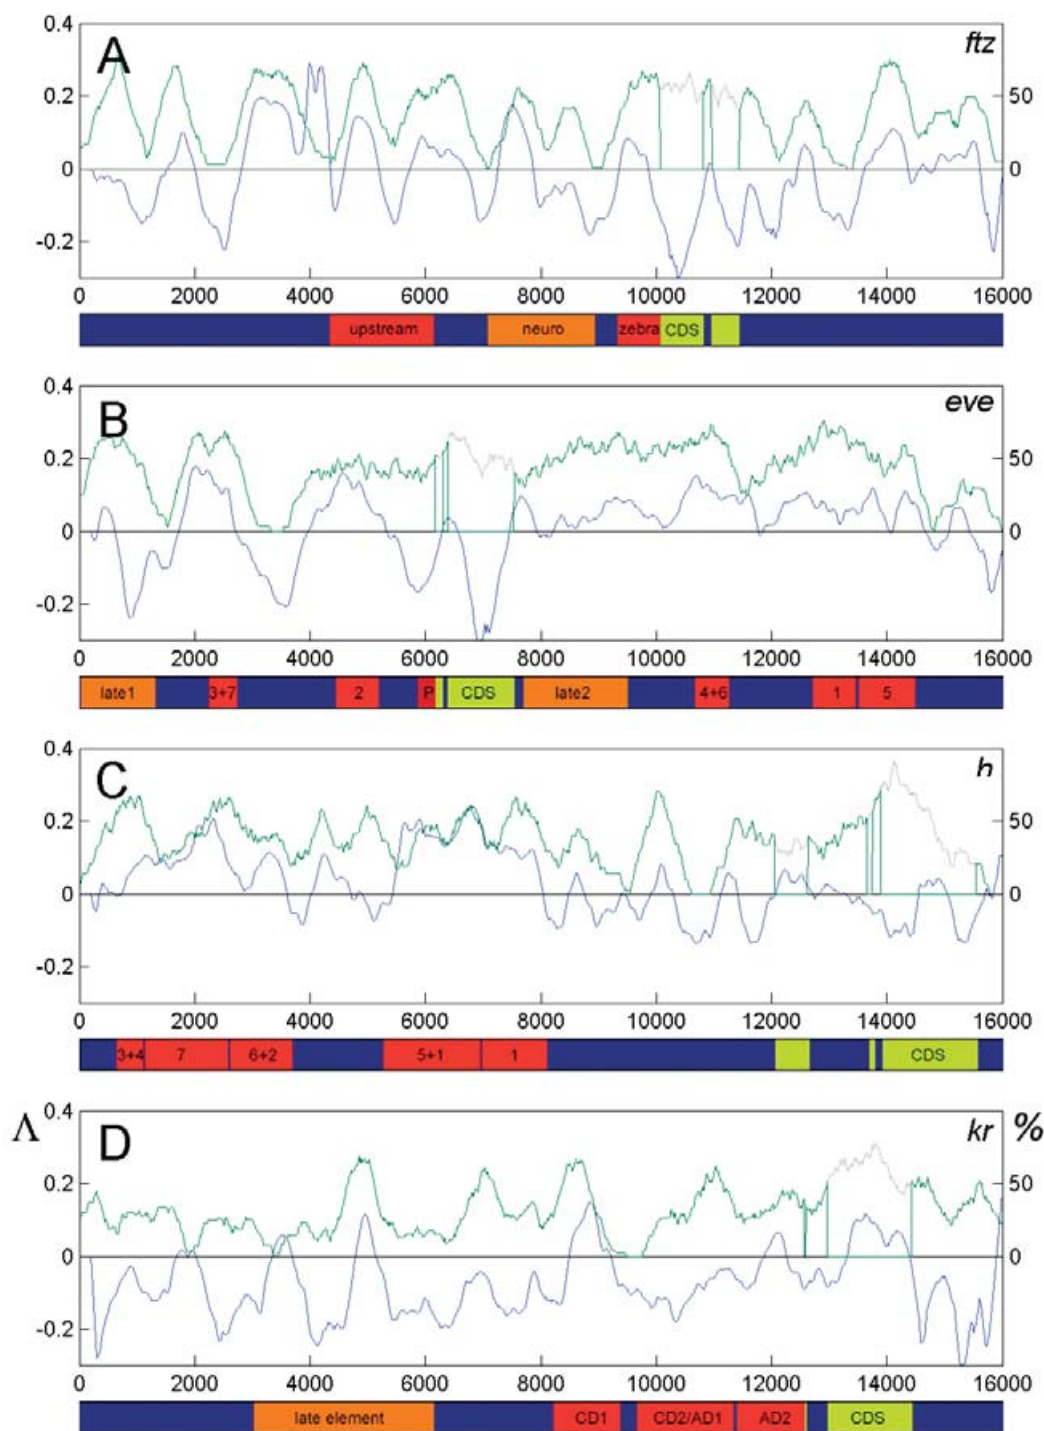 0.4
A
ftz
0.2
50
0
0
-0.2
0 2000 4000 6000 8000 10000 12000 14000 16000
upstream neuro zebra CDS
0.4
B
eve
0.2
50
0
0
-0.2
0 2000 4000 6000 8000 10000 12000 14000 16000
late1 3+7 2 P CDS late2 4+6 1 5
0.4
C
h
0.2
50
0
0
-0.2
0 2000 4000 6000 8000 10000 12000 14000 16000
3+4 7 6+2 5+1 1 CDS
0.4
Λ
D
kr
%
0.2
50
0
0
-0.2
0 2000 4000 6000 8000 10000 12000 14000 16000
late element CD1 CD2/AD1 AD2 CDS